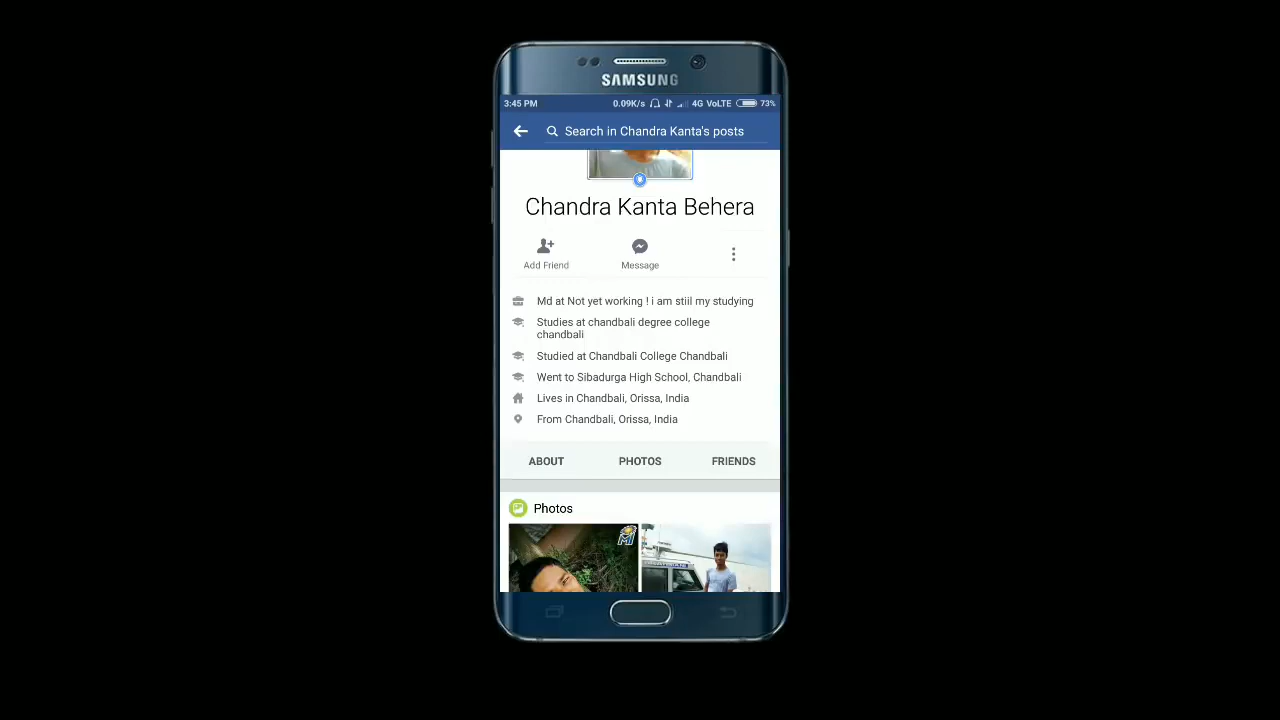 SAMSUNG
3:45 PM 0.09K/s 4G VoLTE 73%
Search in Chandra Kanta's posts
Chandra Kanta Behera
Add Friend Message
Md at Not yet working ! i am stiil my studying
Studies at chandbali degree college
chandbali
Studied at Chandbali College Chandbali
Went to Sibadurga High School, Chandbali
Lives in Chandbali, Orissa, India
From Chandbali, Orissa, India
ABOUT PHOTOS FRIENDS
Photos
MI